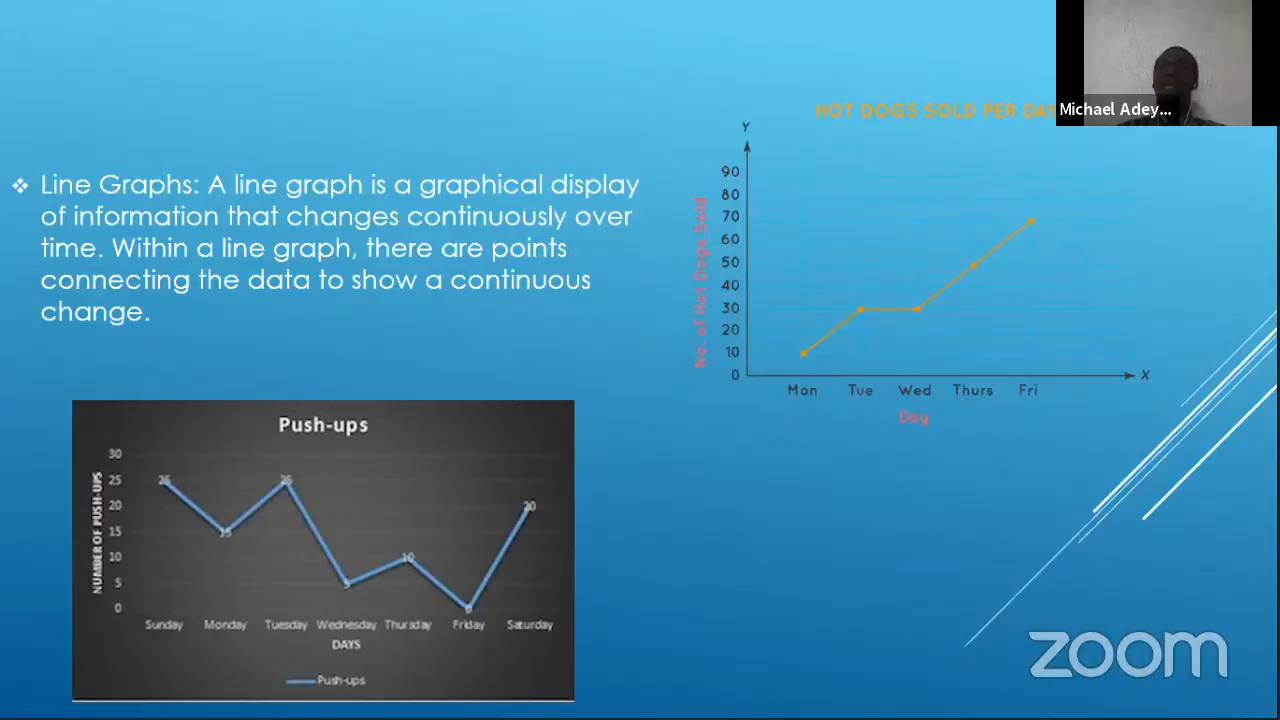 Michael Adey...
HOT DOGS SOLD PER DAY
❖ Line Graphs: A line graph is a graphical display
of information that changes continuously over
time. Within a line graph, there are points
connecting the data to show a continuous
change.
Y
No. of Hot Dogs Sold
90
80
70
60
50
40
30
20
10
0
Mon Tue Wed Thurs Fri
X
Day
Push-ups
NUMBER OF PUSH-UPS
30
25
20
15
10
5
0
25 15 25 5 10 0 20
Sunday Monday Tuesday Wednesday Thursday Friday Saturday
DAYS
Push-ups
zoom